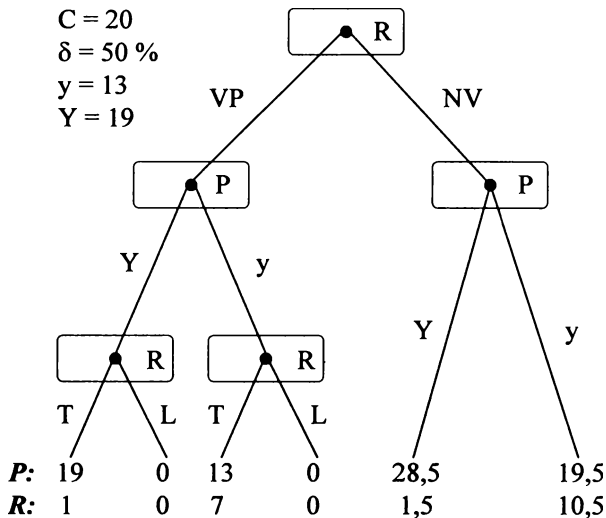 C = 20
δ = 50 %
y = 13
Y = 19
R
VP NV
P P
Y y
R R
Y y
T L T L
P: 19 0 13 0 28,5 19,5
R: 1 0 7 0 1,5 10,5